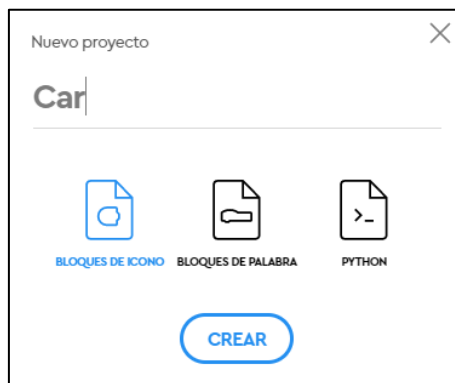 Nuevo proyecto
Car
BLOQUES DE ICONO BLOQUES DE PALABRA PYTHON
CREAR